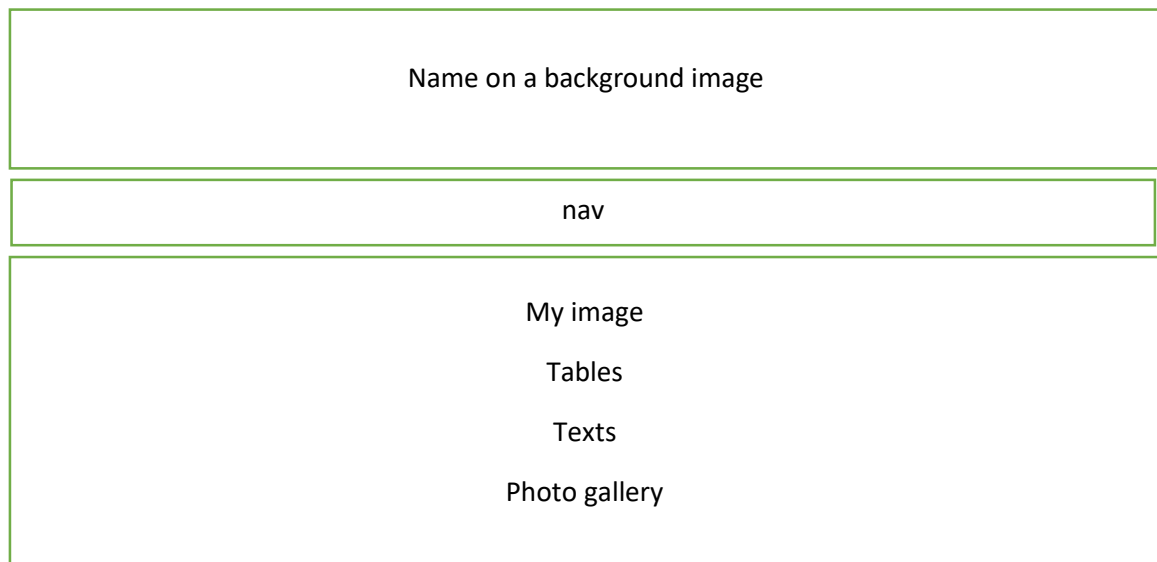 Name on a background image
nav
My image
Tables
Texts
Photo gallery